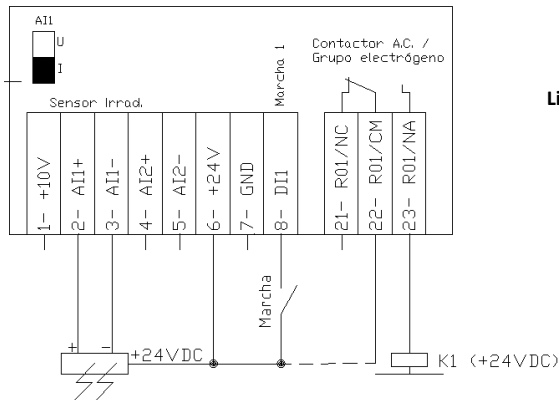 AI1
U
I
Sensor Irrad.
Marcha 1
Contactor A.C. /
Grupo electrógeno
1- +10V
2- AI1+
3- AI1-
4- AI2+
5- AI2-
6- +24V
7- GND
8- DI1
21- R01/NC
22- R01/CM
23- R01/NA
Marcha
+ -
+24VDC
K1 (+24VDC)
Li